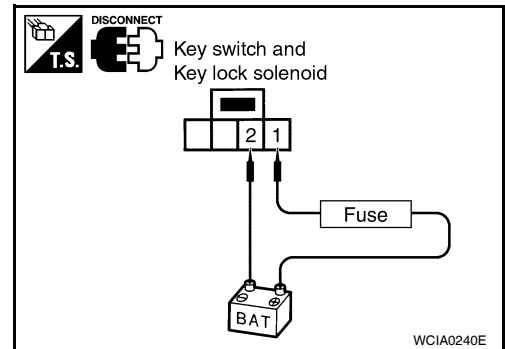 DISCONNECT
T.S.
Key switch and
Key lock solenoid
2 1
Fuse
BAT
WCIA0240E